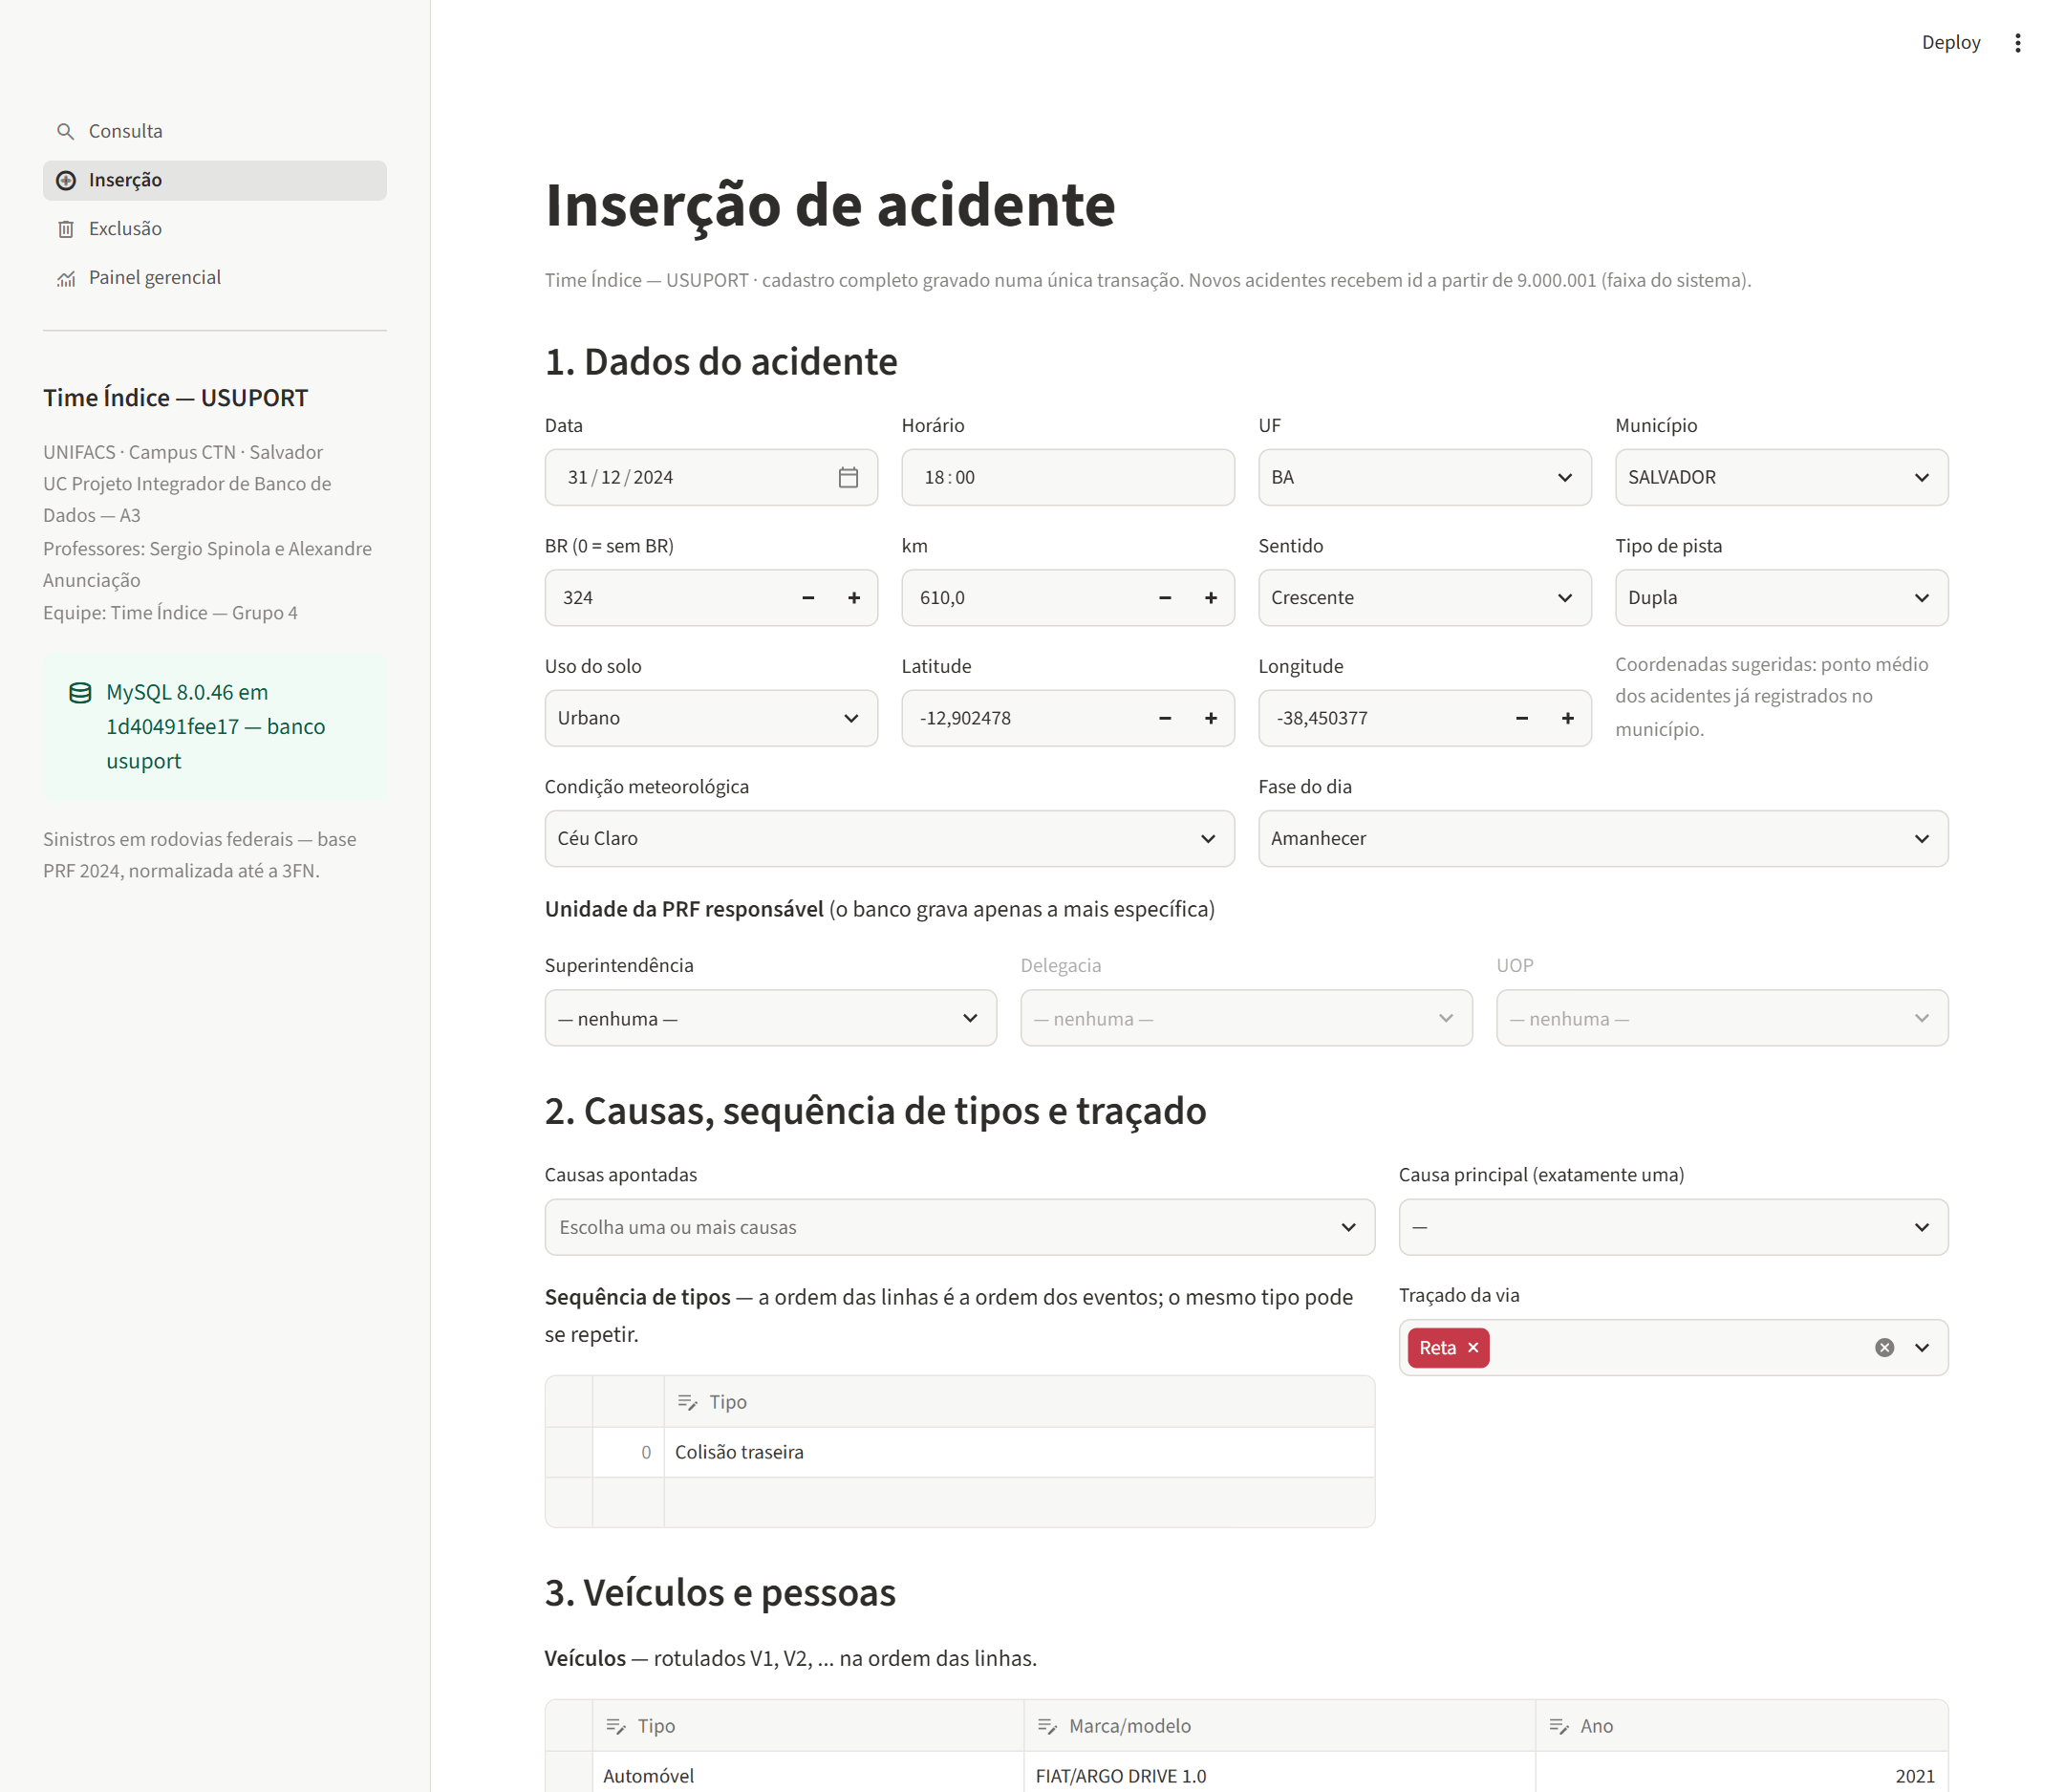 Deploy
Consulta
Inserção
Exclusão
Painel gerencial
Time Índice — USUPORT
UNIFACS · Campus CTN · Salvador
UC Projeto Integrador de Banco de
Dados — A3
Professores: Sergio Spinola e Alexandre
Anunciação
Equipe: Time Índice — Grupo 4
MySQL 8.0.46 em
1d40491fee17 — banco
usuport
Sinistros em rodovias federais — base
PRF 2024, normalizada até a 3FN.
Inserção de acidente
Time Índice — USUPORT · cadastro completo gravado numa única transação. Novos acidentes recebem id a partir de 9.000.001 (faixa do sistema).
1. Dados do acidente
Data Horário UF Município
31/12/2024 18:00 BA SALVADOR
BR (0 = sem BR) km Sentido Tipo de pista
324 610,0 Crescente Dupla
Uso do solo Latitude Longitude
Urbano -12,902478 -38,450377
Coordenadas sugeridas: ponto médio
dos acidentes já registrados no
município.
Condição meteorológica Fase do dia
Céu Claro Amanhecer
Unidade da PRF responsável (o banco grava apenas a mais específica)
Superintendência Delegacia UOP
— nenhuma — — nenhuma — — nenhuma —
2. Causas, sequência de tipos e traçado
Causas apontadas Causa principal (exatamente uma)
Escolha uma ou mais causas —
Sequência de tipos — a ordem das linhas é a ordem dos eventos; o mesmo tipo pode
se repetir.
Traçado da via
Reta
Tipo
0 Colisão traseira
3. Veículos e pessoas
Veículos — rotulados V1, V2, ... na ordem das linhas.
Tipo Marca/modelo Ano
Automóvel FIAT/ARGO DRIVE 1.0 2021